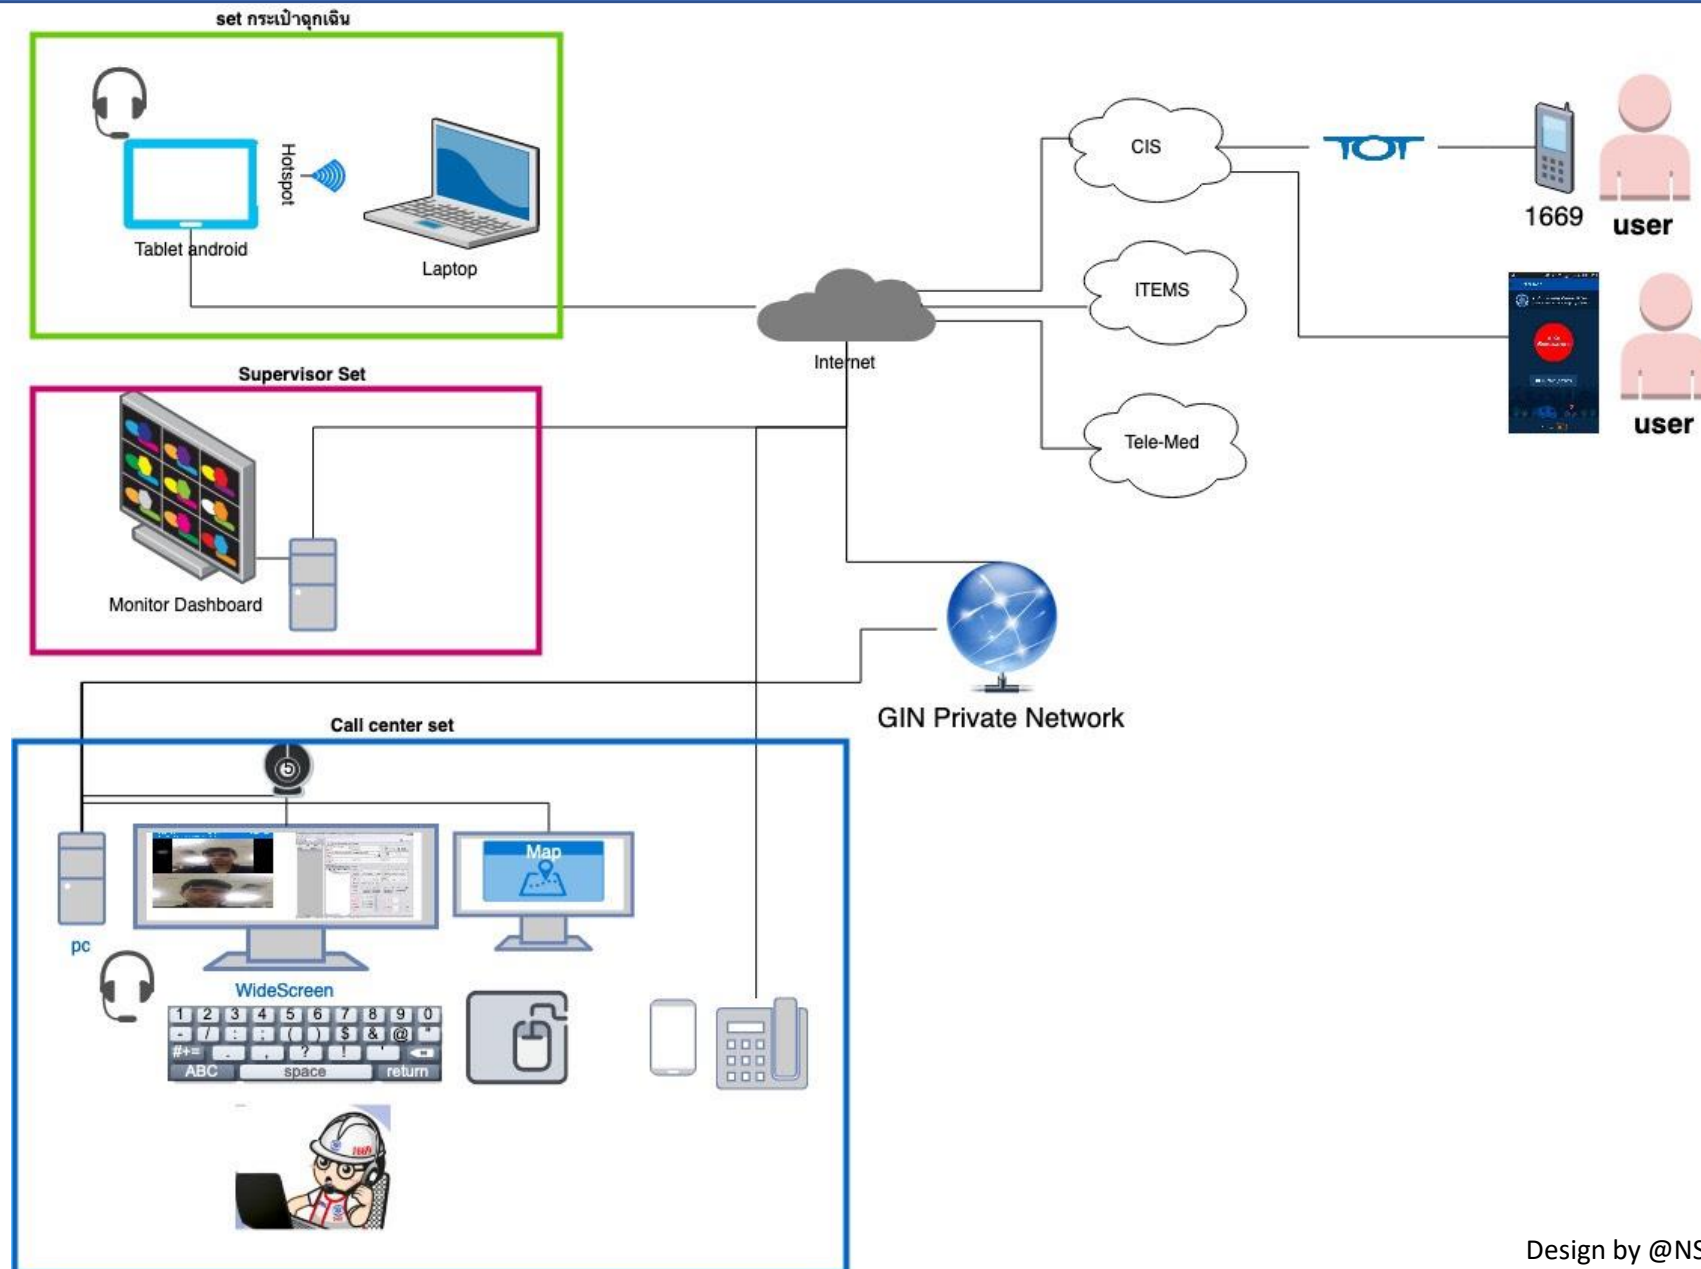 set กระเป๋าฉุกเฉิน
Hotspot
Tablet android
Laptop
CIS
TOT
1669
user
ITEMS
Internet
Tele-Med
user
Supervisor Set
Monitor Dashboard
GIN Private Network
Call center set
Map
pc
WideScreen
1 2 3 4 5 6 7 8 9 0
- / : ; ( ) $ & @ "
#+= . , ? ! '
ABC space return
1669
Design by @NS